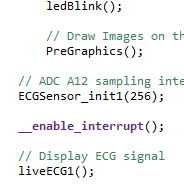 ledBlink();
// Draw Images on th
PreGraphics();
// ADC A12 sampling inte
ECGSensor_init1(256);
__enable_interrupt();
// Display ECG signal
liveECG1();